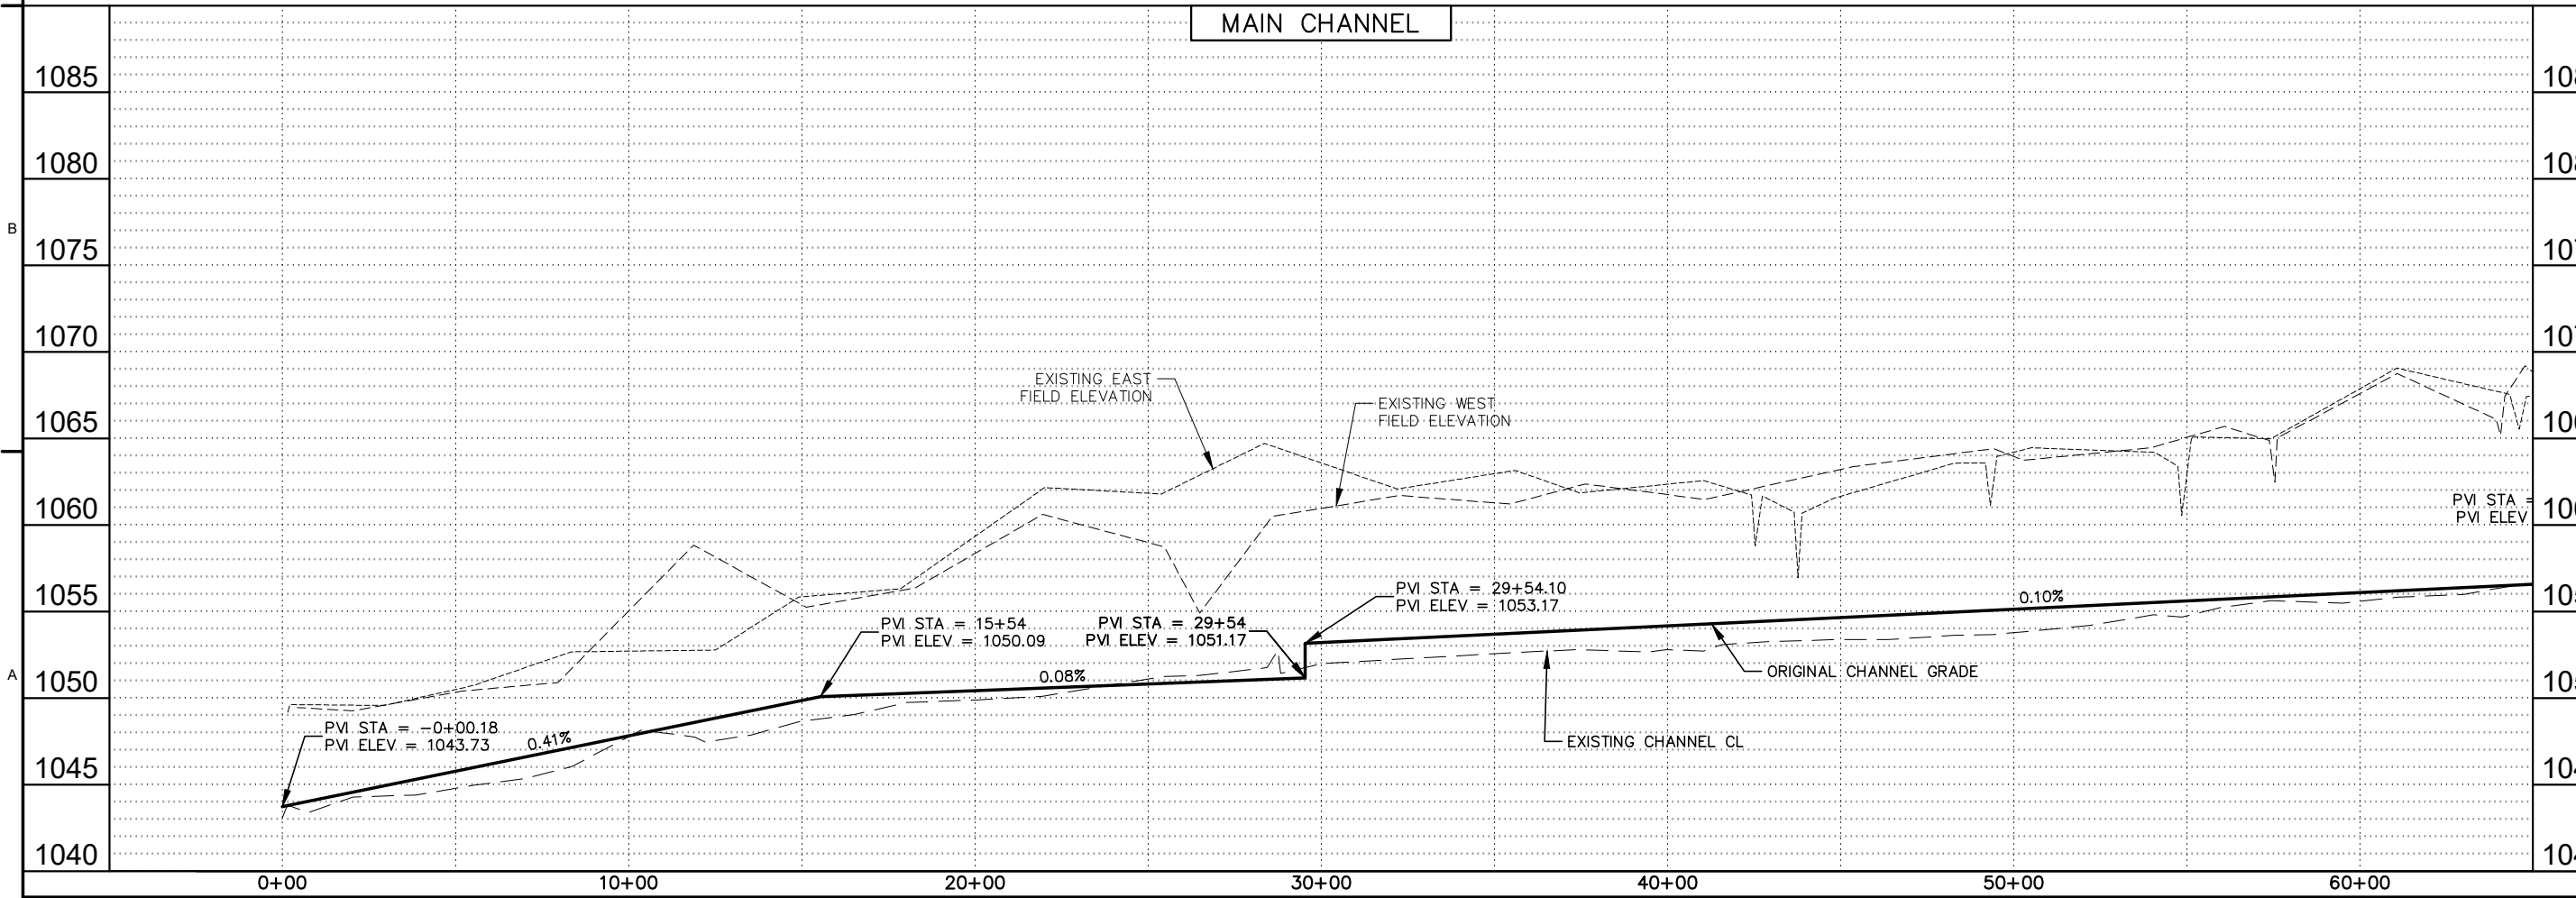 MAIN CHANNEL
1085
1080
1075
1070
1065
1060
1055
1050
1045
1040
B
A
EXISTING EAST
FIELD ELEVATION
EXISTING WEST
FIELD ELEVATION
PVI STA =
PVI ELEV
PVI STA = 29+54.10
PVI ELEV = 1053.17
0.10%
PVI STA = 15+54
PVI ELEV = 1050.09
PVI STA = 29+54
PVI ELEV = 1051.17
0.08%
ORIGINAL CHANNEL GRADE
PVI STA = -0+00.18
PVI ELEV = 1043.73
0.41%
EXISTING CHANNEL CL
0+00
10+00
20+00
30+00
40+00
50+00
60+00